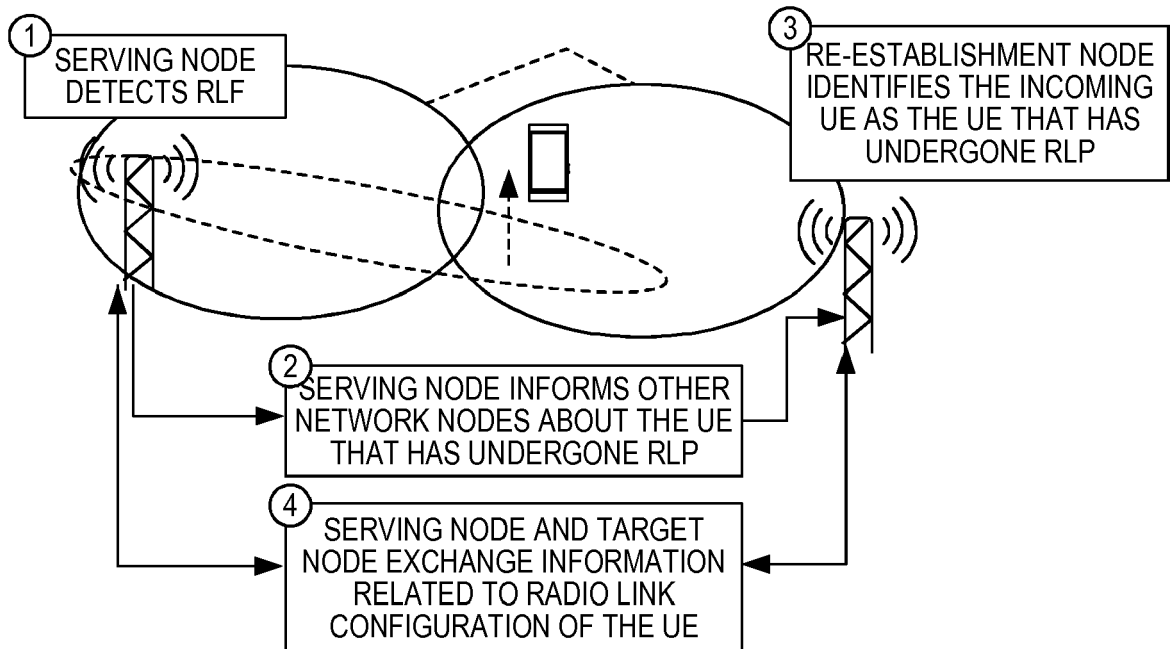 1
SERVING NODE
DETECTS RLF
3
RE-ESTABLISHMENT NODE
IDENTIFIES THE INCOMING
UE AS THE UE THAT HAS
UNDERGONE RLP
2
SERVING NODE INFORMS OTHER
NETWORK NODES ABOUT THE UE
THAT HAS UNDERGONE RLP
4
SERVING NODE AND TARGET
NODE EXCHANGE INFORMATION
RELATED TO RADIO LINK
CONFIGURATION OF THE UE